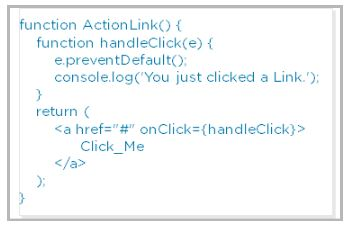 function ActionLink() {
function handleClick(e) {
e.preventDefault();
console.log('You just clicked a Link.');
}
return (
<a href="#" onClick={handleClick}>
Click_Me
</a>
);
}